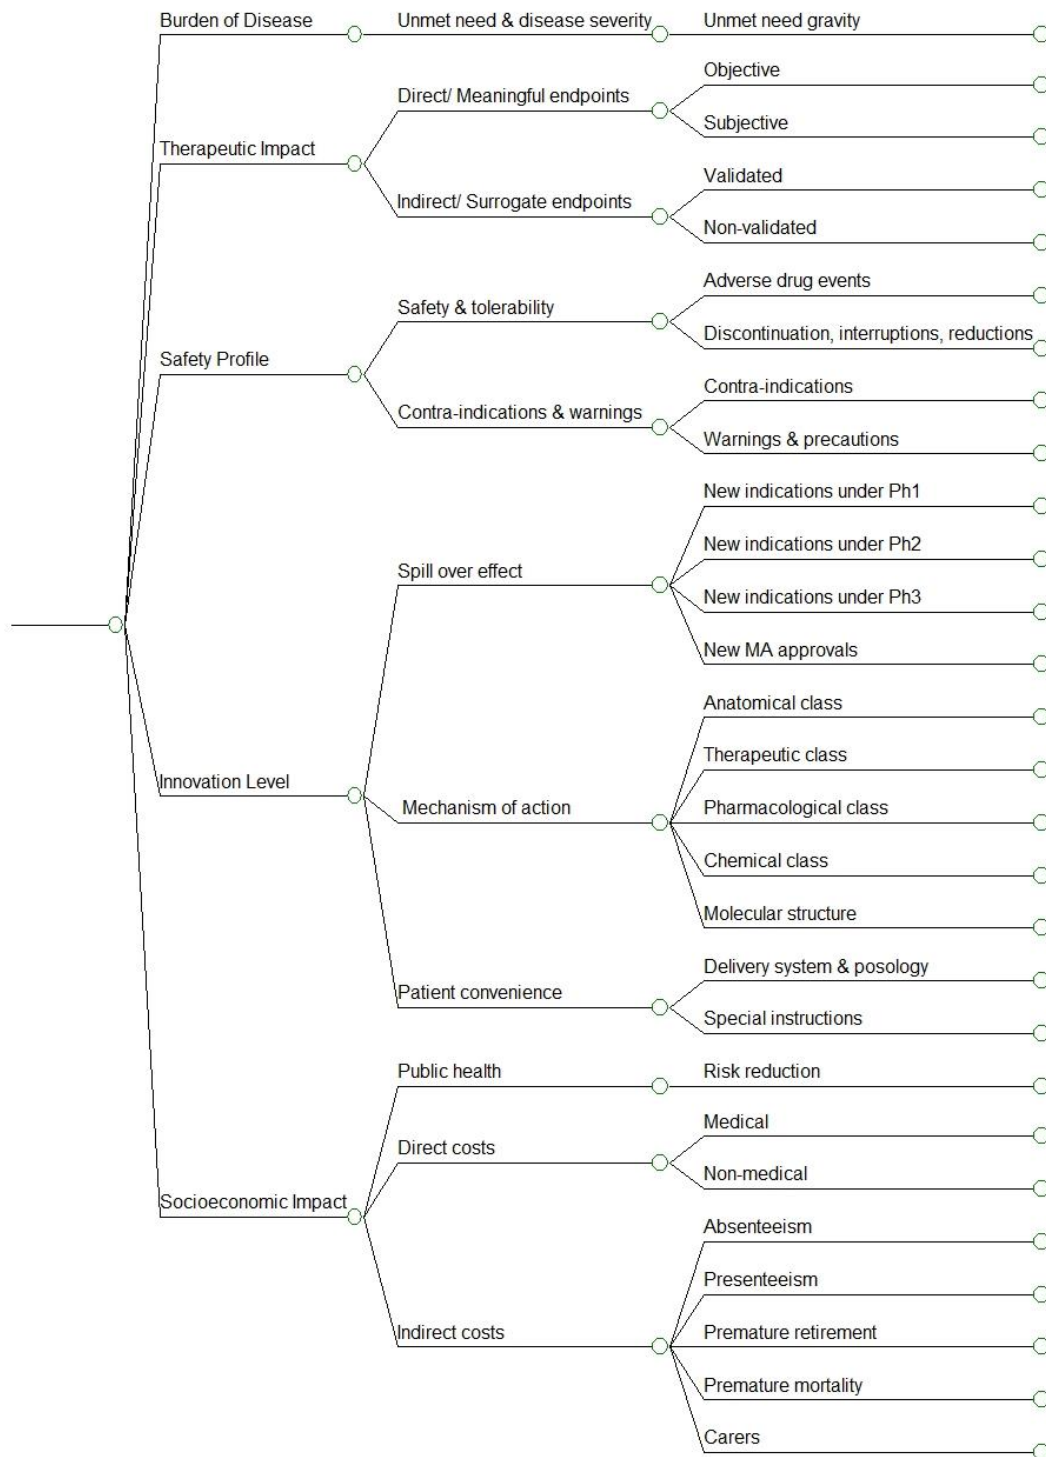 Burden of Disease
Unmet need & disease severity
Unmet need gravity
Therapeutic Impact
Direct/ Meaningful endpoints
Objective
Subjective
Indirect/ Surrogate endpoints
Validated
Non-validated
Safety Profile
Safety & tolerability
Adverse drug events
Discontinuation, interruptions, reductions
Contra-indications & warnings
Contra-indications
Warnings & precautions
Innovation Level
Spill over effect
New indications under Ph1
New indications under Ph2
New indications under Ph3
New MA approvals
Mechanism of action
Anatomical class
Therapeutic class
Pharmacological class
Chemical class
Molecular structure
Patient convenience
Delivery system & posology
Special instructions
Socioeconomic Impact
Public health
Risk reduction
Direct costs
Medical
Non-medical
Indirect costs
Absenteeism
Presenteeism
Premature retirement
Premature mortality
Carers